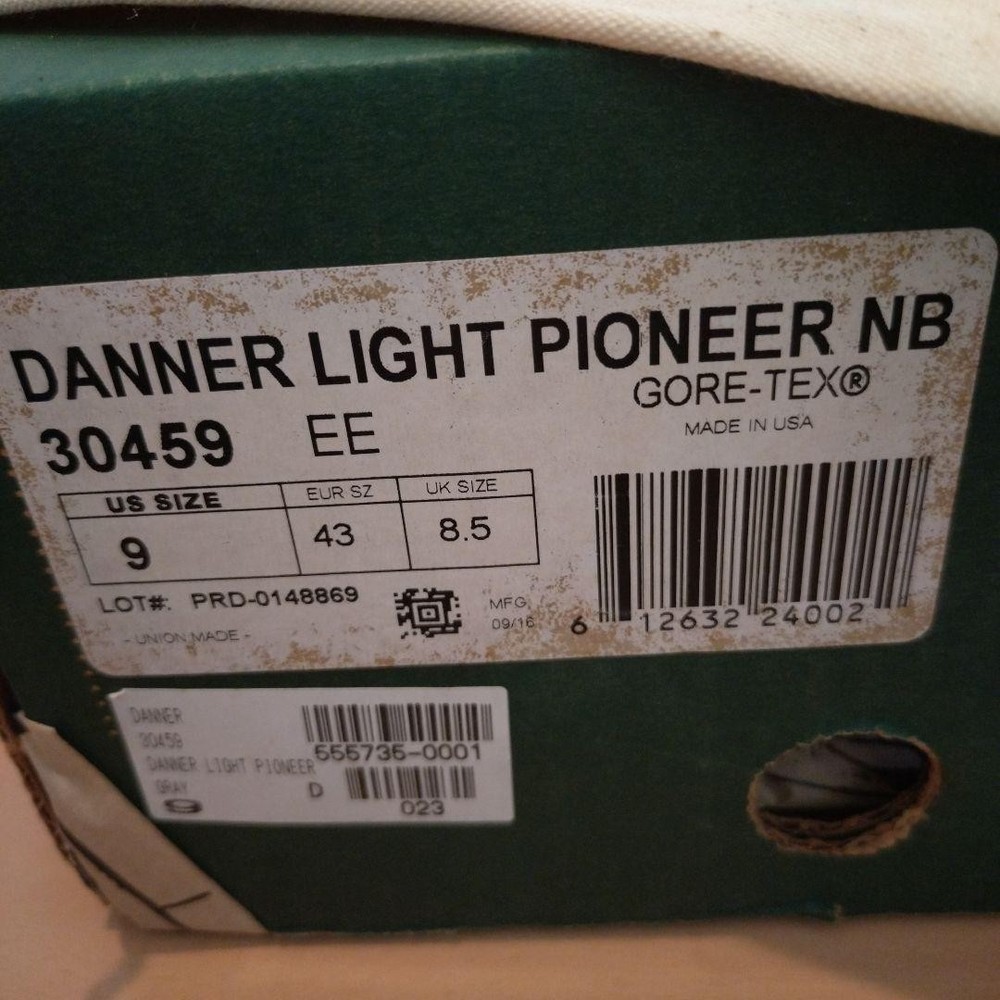 DANNER LIGHT PIONEER NB
GORE-TEX®
30459 EE
MADE IN USA
US SIZE EUR SZ UK SIZE
9 43 8.5
LOT#: PRD-0148869
MFG.
09/16
- UNION MADE -
6 12632 24002
DANNER
30459
555735-0001
DANNER LIGHT PIONEER
GRAY D
9 023